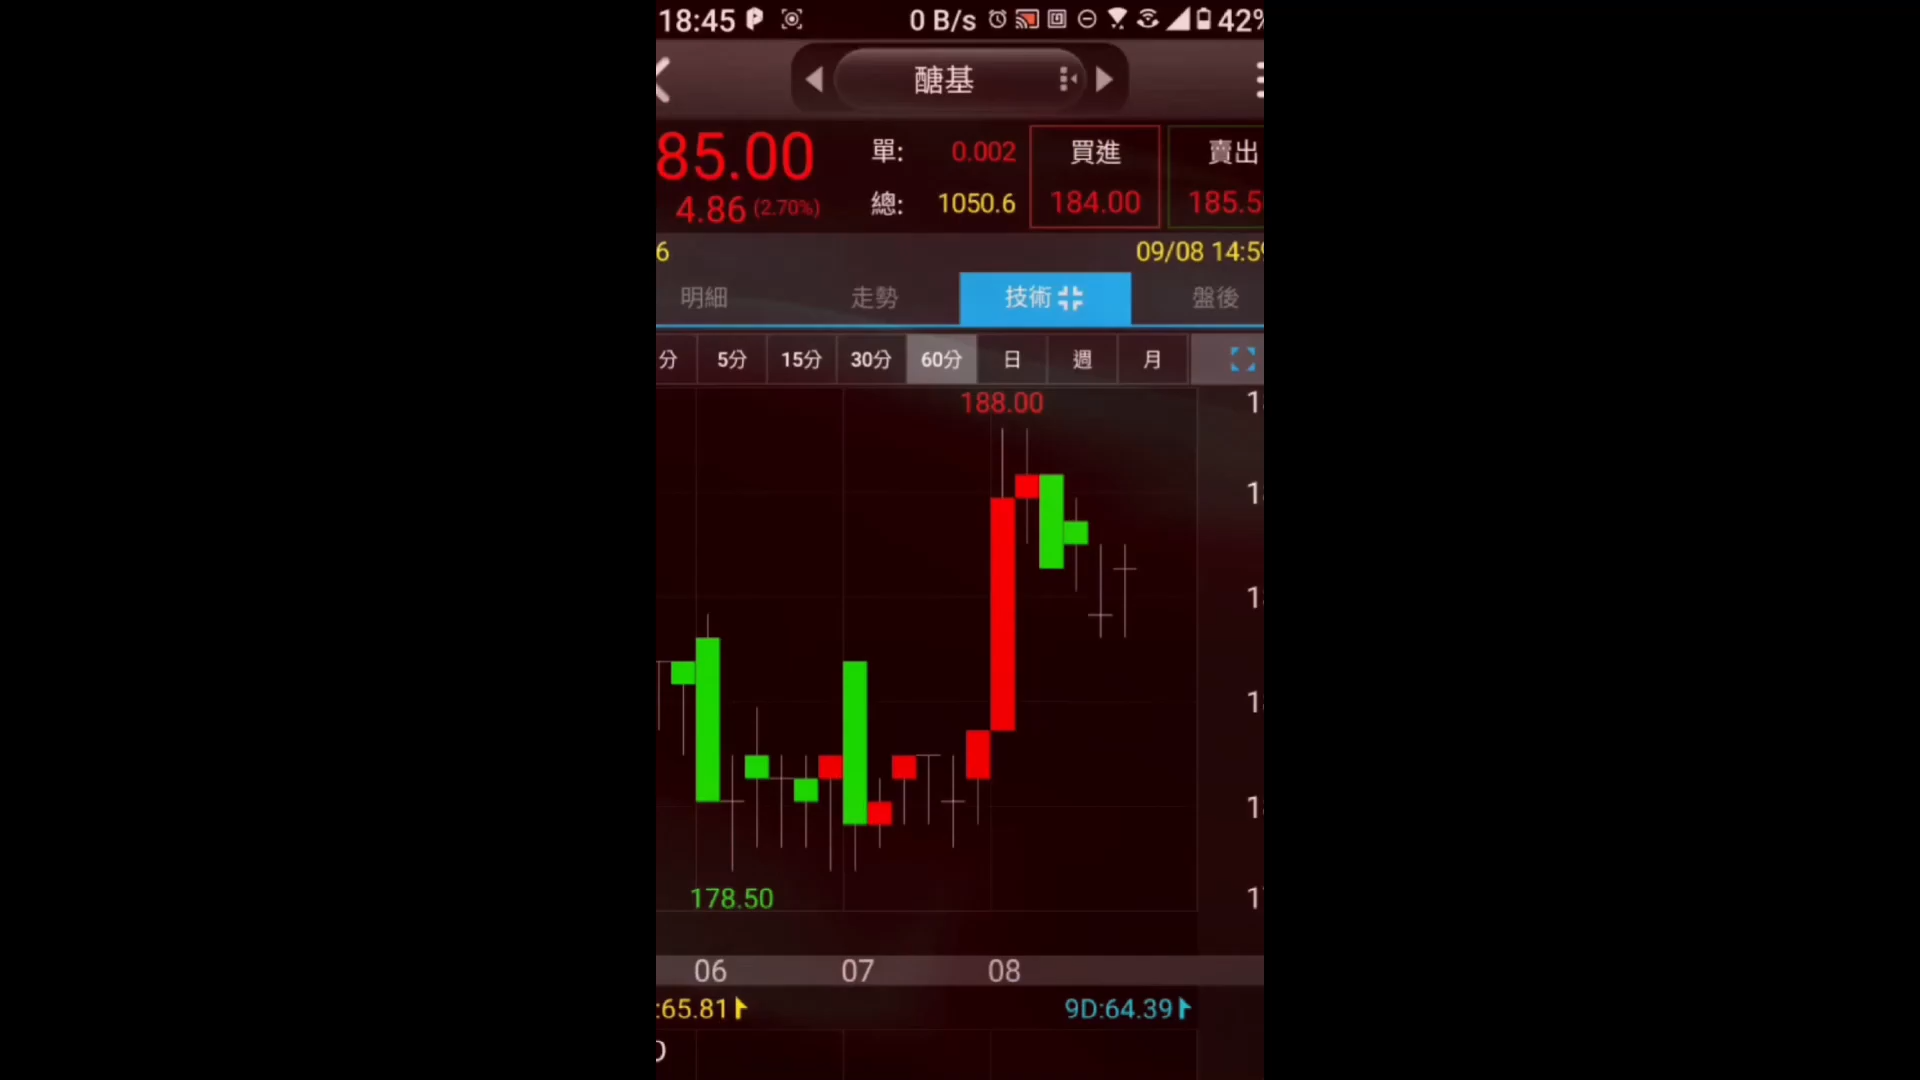 18:45 0 B/s 42%
醣基
85.00 單: 0.002 買進 賣出
4.86 (2.70%) 總: 1050.6 184.00 185.5
6 09/08 14:59
明細 走勢 技術 盤後
分 5分 15分 30分 60分 日 週 月
188.00
178.50
06 07 08
:65.81 9D:64.39